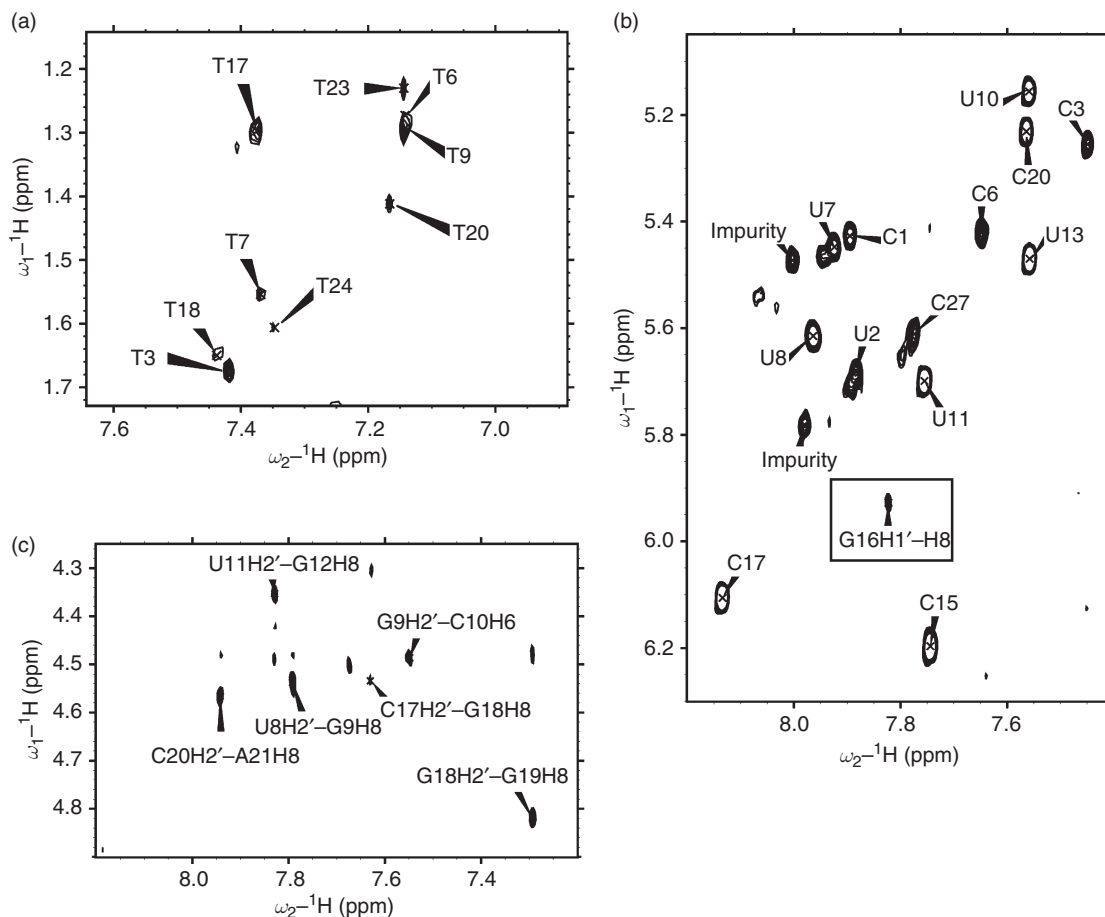 (a)
1.2
1.3
1.4
1.5
1.6
1.7
ω₁–¹H (ppm)
T17
T23
T6
T9
T20
T7
T24
T18
T3
7.6
7.4
7.2
7.0
ω₂–¹H (ppm)
(b)
5.2
5.4
5.6
5.8
6.0
6.2
ω₁–¹H (ppm)
U10
C3
C20
C6
U7
Impurity
C1
U13
C27
U8
U2
U11
Impurity
G16H1′–H8
C17
C15
8.0
7.8
7.6
ω₂–¹H (ppm)
(c)
4.3
4.4
4.5
4.6
4.7
4.8
ω₁–¹H (ppm)
U11H2′–G12H8
G9H2′–C10H6
C17H2′–G18H8
U8H2′–G9H8
C20H2′–A21H8
G18H2′–G19H8
8.0
7.8
7.6
7.4
ω₂–¹H (ppm)